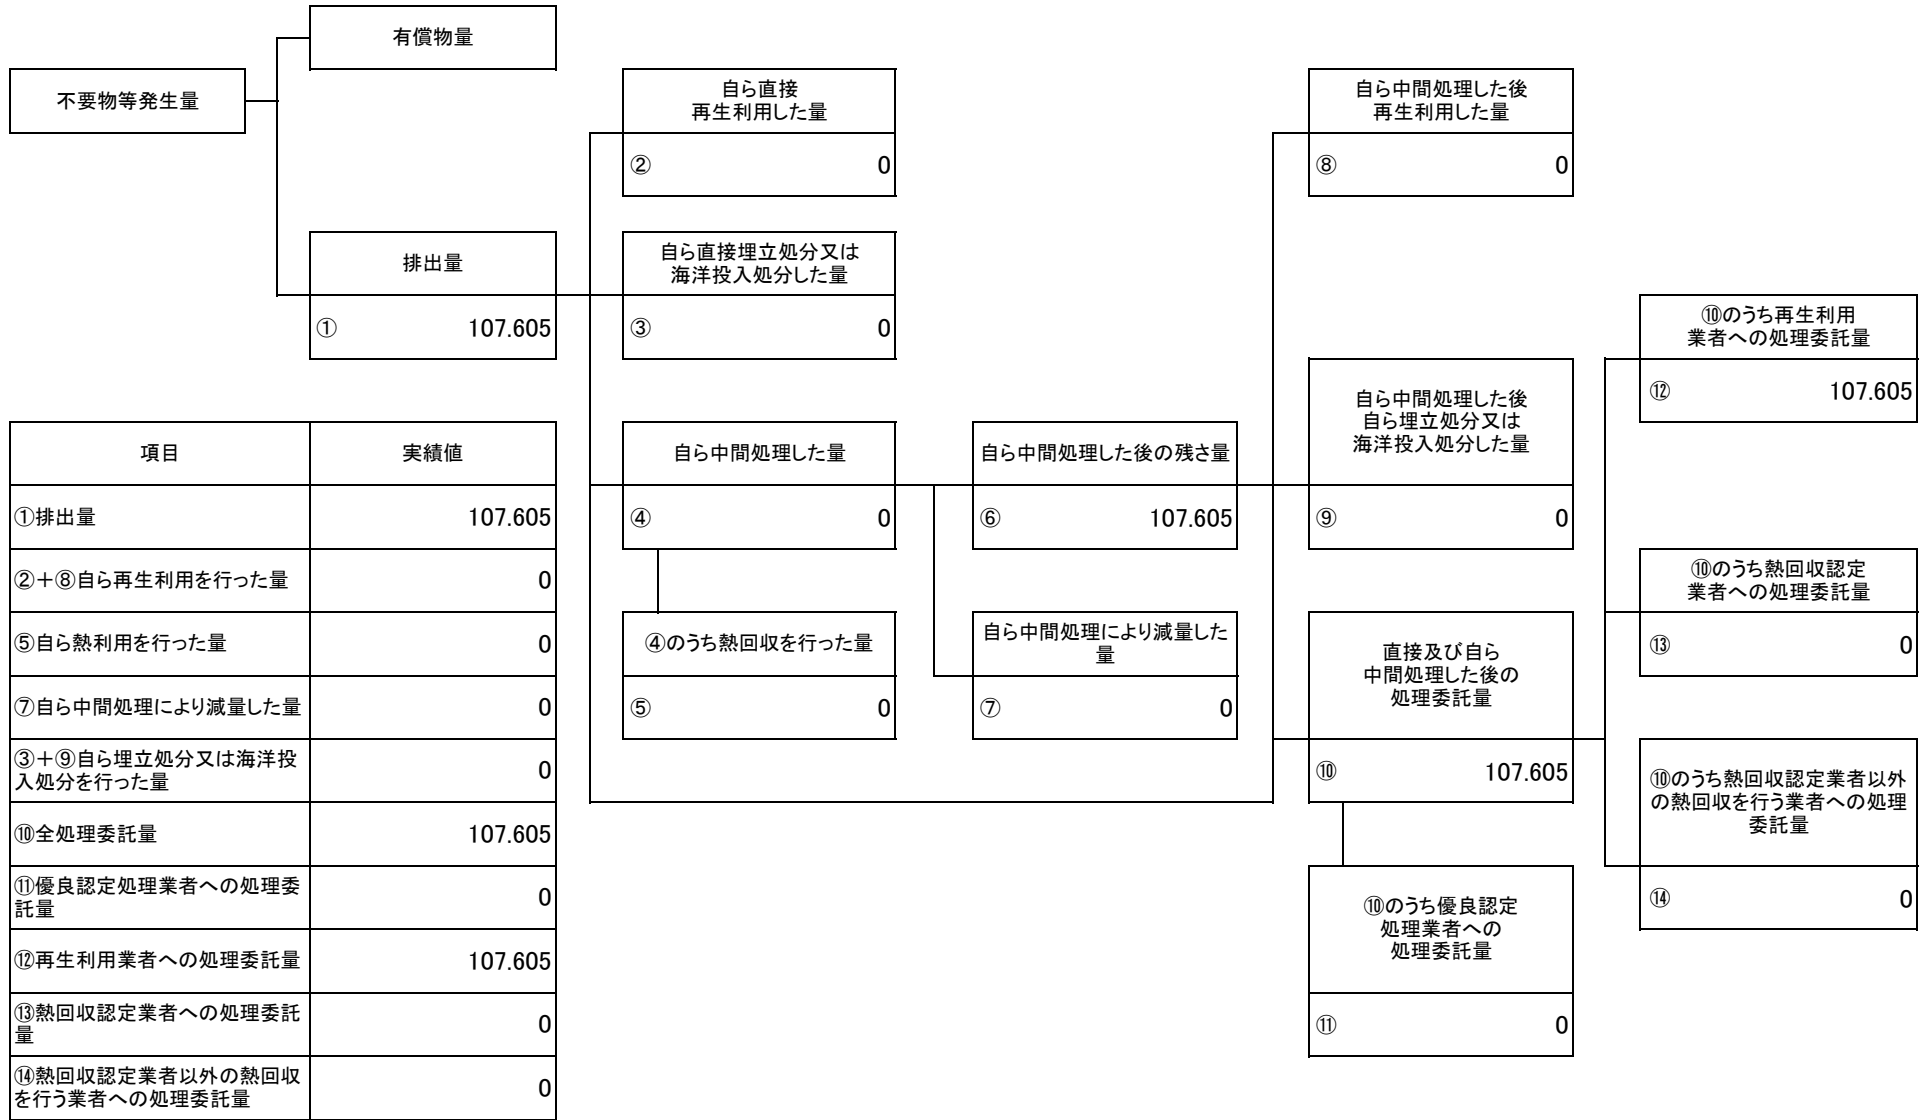 有償物量
不要物等発生量
自ら直接
再生利用した量
② 0
自ら中間処理した後
再生利用した量
⑧ 0
排出量
① 107.605
自ら直接埋立処分又は
海洋投入処分した量
③ 0
⑩のうち再生利用
業者への処理委託量
⑫ 107.605
自ら中間処理した後
自ら埋立処分又は
海洋投入処分した量
⑨ 0
自ら中間処理した量
④ 0
自ら中間処理した後の残さ量
⑥ 107.605
⑩のうち熱回収認定
業者への処理委託量
⑬ 0
④のうち熱回収を行った量
⑤ 0
自ら中間処理により減量した
量
⑦ 0
直接及び自ら
中間処理した後の
処理委託量
⑩ 107.605
⑩のうち熱回収認定業者以外
の熱回収を行う業者への処理
委託量
⑭ 0
⑩のうち優良認定
処理業者への
処理委託量
⑪ 0
項目 実績値
①排出量 107.605
②+⑧自ら再生利用を行った量 0
⑤自ら熱利用を行った量 0
⑦自ら中間処理により減量した量 0
③+⑨自ら埋立処分又は海洋投
入処分を行った量 0
⑩全処理委託量 107.605
⑪優良認定処理業者への処理委
託量 0
⑫再生利用業者への処理委託量 107.605
⑬熱回収認定業者への処理委託
量 0
⑭熱回収認定業者以外の熱回収
を行う業者への処理委託量 0